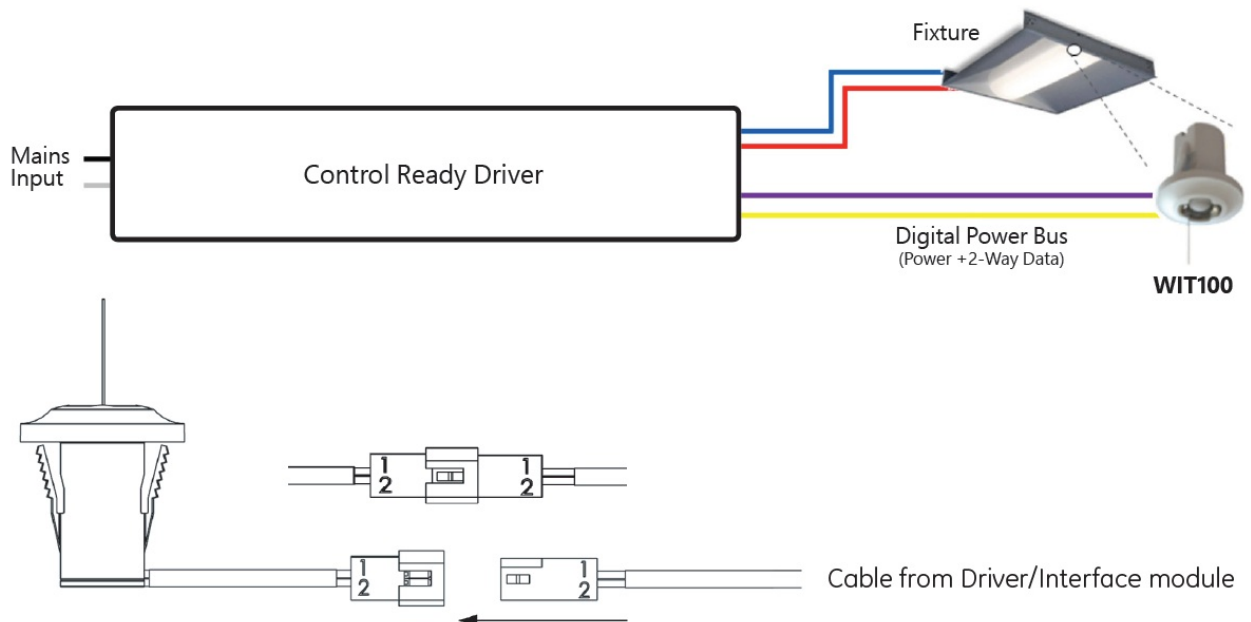 Fixture
Mains
Input
Control Ready Driver
Digital Power Bus
(Power +2-Way Data)
WIT100
1
2
1
2
1
2
1
2
Cable from Driver/Interface module